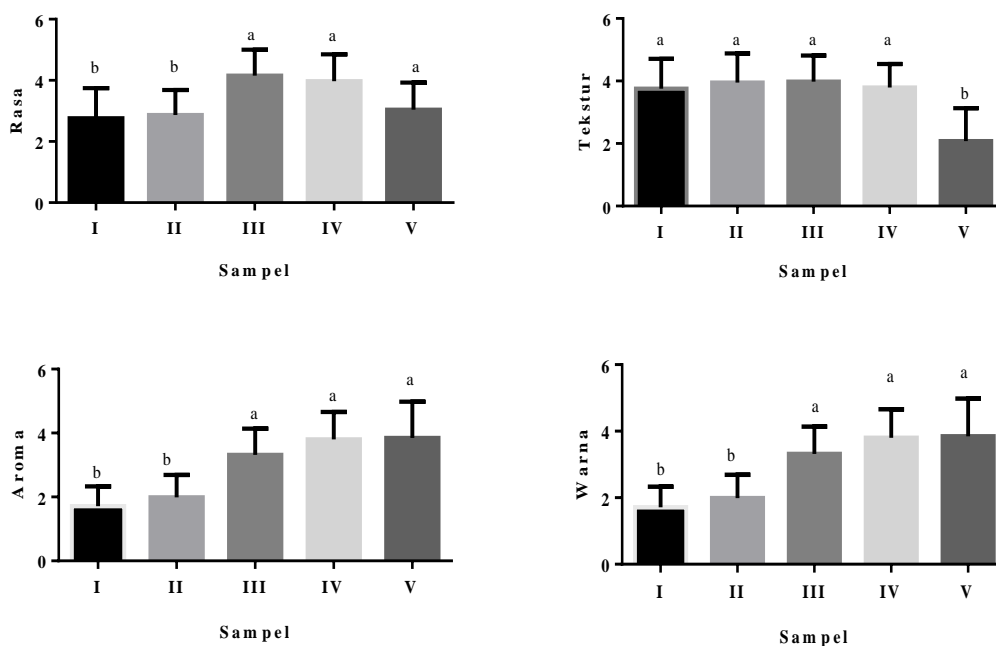 Rasa
6
4
2
0
b b a a a
I II III IV V
Sampel
Tekstur
6
4
2
0
a a a a b
I II III IV V
Sampel
Aroma
6
4
2
0
b b a a a
I II III IV V
Sampel
Warna
6
4
2
0
b b a a a
I II III IV V
Sampel